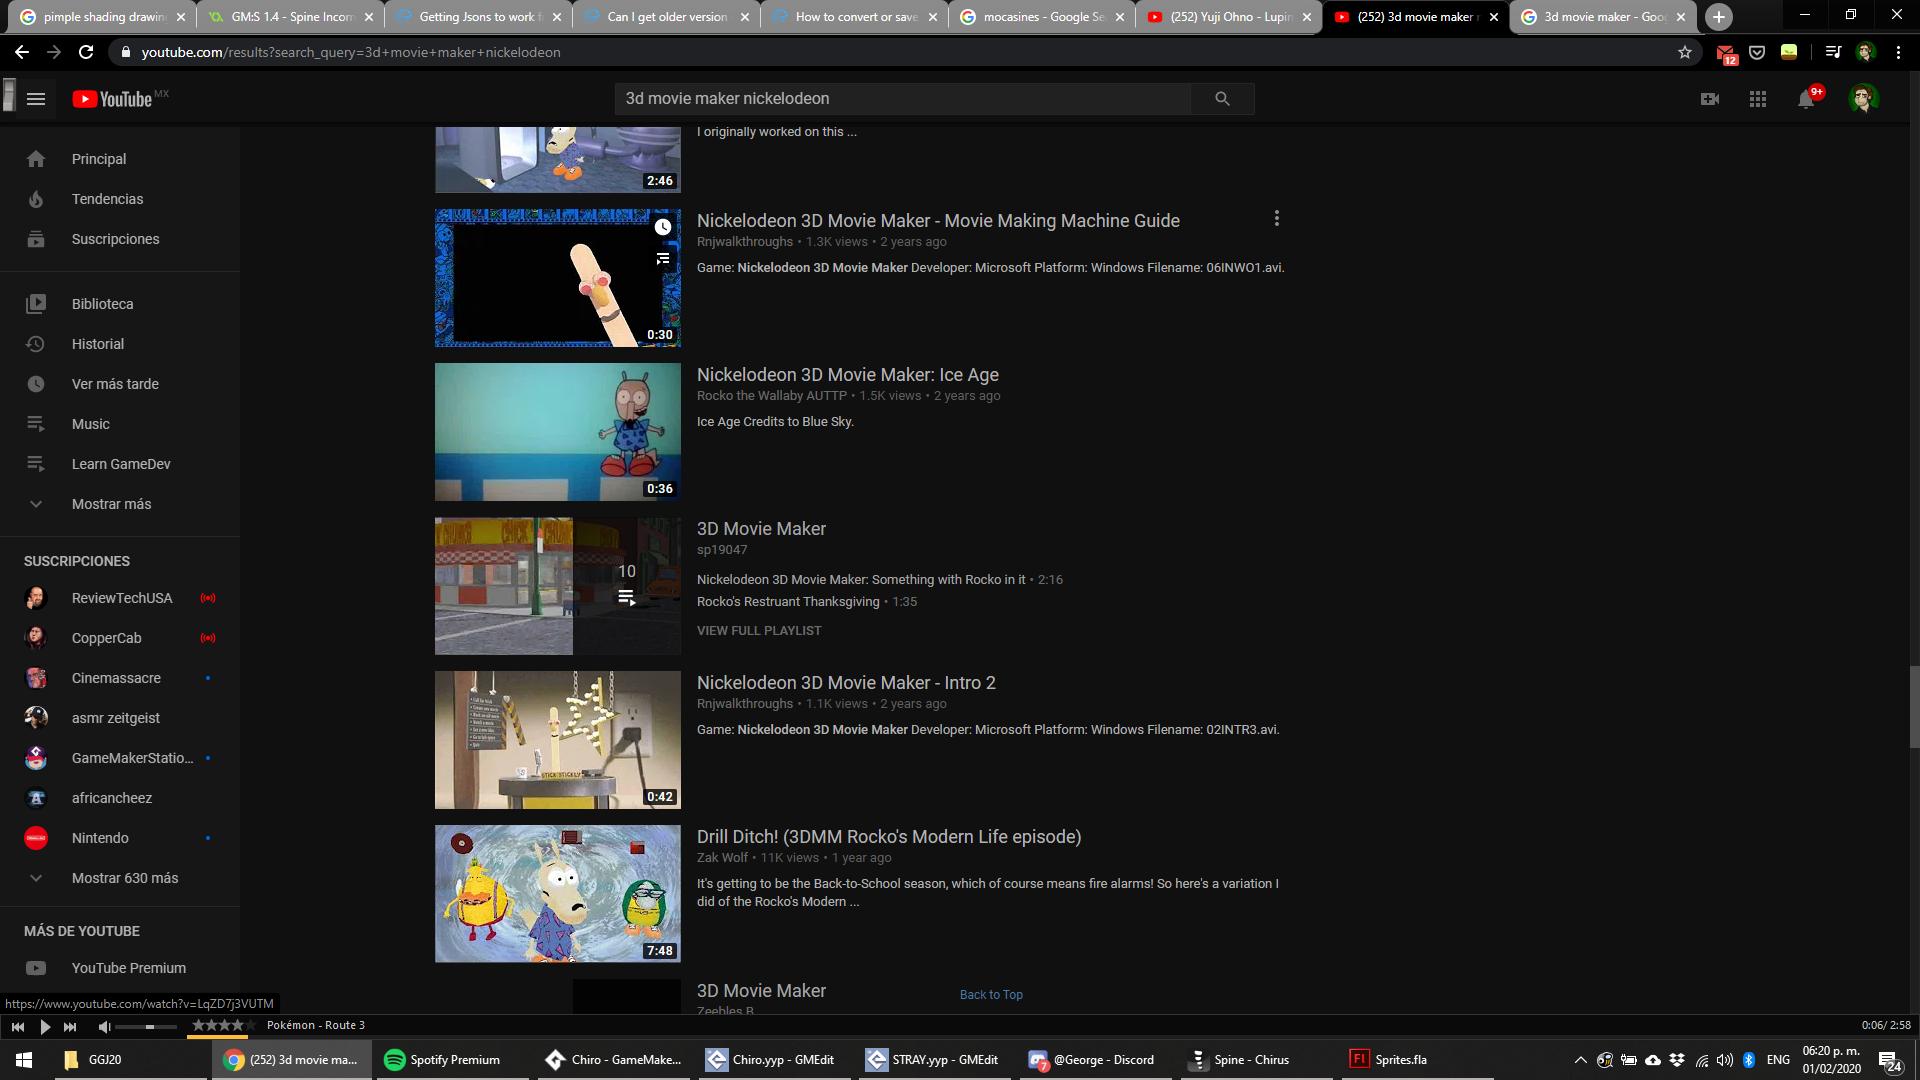 pimple shading drawin
GM:S 1.4 - Spine Incom
Getting Jsons to work f
Can I get older version
How to convert or save
mocasines - Google Se
(252) Yuji Ohno - Lupin
(252) 3d movie maker n
3d movie maker - Goog
youtube.com/results?search_query=3d+movie+maker+nickelodeon
12
YouTube MX
3d movie maker nickelodeon
9+
Principal
Tendencias
Suscripciones
Biblioteca
Historial
Ver más tarde
Music
Learn GameDev
Mostrar más
SUSCRIPCIONES
ReviewTechUSA
CopperCab
Cinemassacre
asmr zeitgeist
GameMakerStatio...
africancheez
Nintendo
Mostrar 630 más
MÁS DE YOUTUBE
YouTube Premium
I originally worked on this ...
2:46
Nickelodeon 3D Movie Maker - Movie Making Machine Guide
Rnjwalkthroughs • 1.3K views • 2 years ago
Game: Nickelodeon 3D Movie Maker Developer: Microsoft Platform: Windows Filename: 06INWO1.avi.
0:30
Nickelodeon 3D Movie Maker: Ice Age
Rocko the Wallaby AUTTP • 1.5K views • 2 years ago
Ice Age Credits to Blue Sky.
0:36
3D Movie Maker
sp19047
10
Nickelodeon 3D Movie Maker: Something with Rocko in it • 2:16
Rocko's Restruant Thanksgiving • 1:35
VIEW FULL PLAYLIST
Nickelodeon 3D Movie Maker - Intro 2
Rnjwalkthroughs • 1.1K views • 2 years ago
Game: Nickelodeon 3D Movie Maker Developer: Microsoft Platform: Windows Filename: 02INTR3.avi.
STICK STICKLY
0:42
Drill Ditch! (3DMM Rocko's Modern Life episode)
Zak Wolf • 11K views • 1 year ago
It's getting to be the Back-to-School season, which of course means fire alarms! So here's a variation I
did of the Rocko's Modern ...
7:48
3D Movie Maker
Zeebles B
Back to Top
https://www.youtube.com/watch?v=LqZD7j3VUTM
Pokémon - Route 3
0:06/ 2:58
GGJ20
(252) 3d movie ma...
Spotify Premium
Chiro - GameMake...
Chiro.yyp - GMEdit
STRAY.yyp - GMEdit
7
@George - Discord
Spine - Chirus
Fl
Sprites.fla
ENG
06:20 p. m.
01/02/2020
24